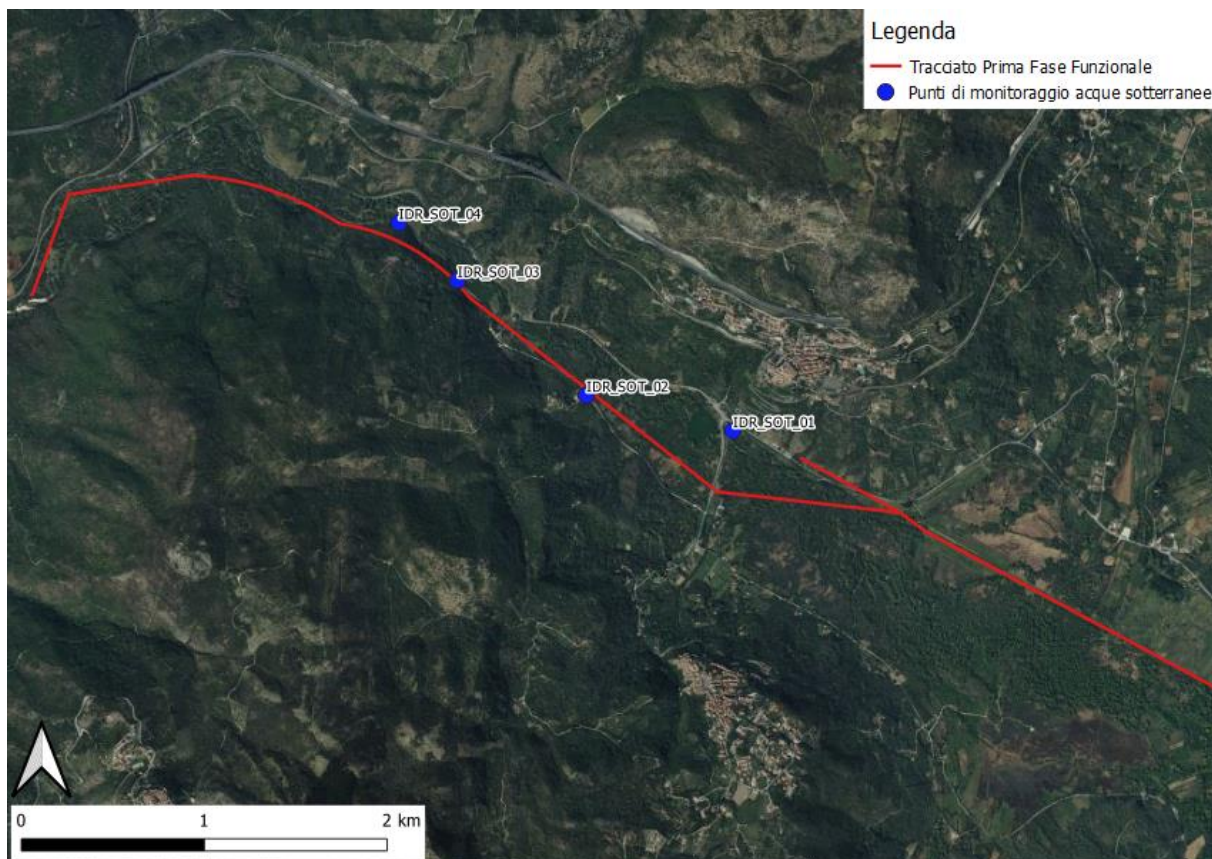 Legenda
Tracciato Prima Fase Funzionale
Punti di monitoraggio acque sotterranee
IDR_SOT_04
IDR_SOT_03
IDR_SOT_02
IDR_SOT_01
0 1 2 km